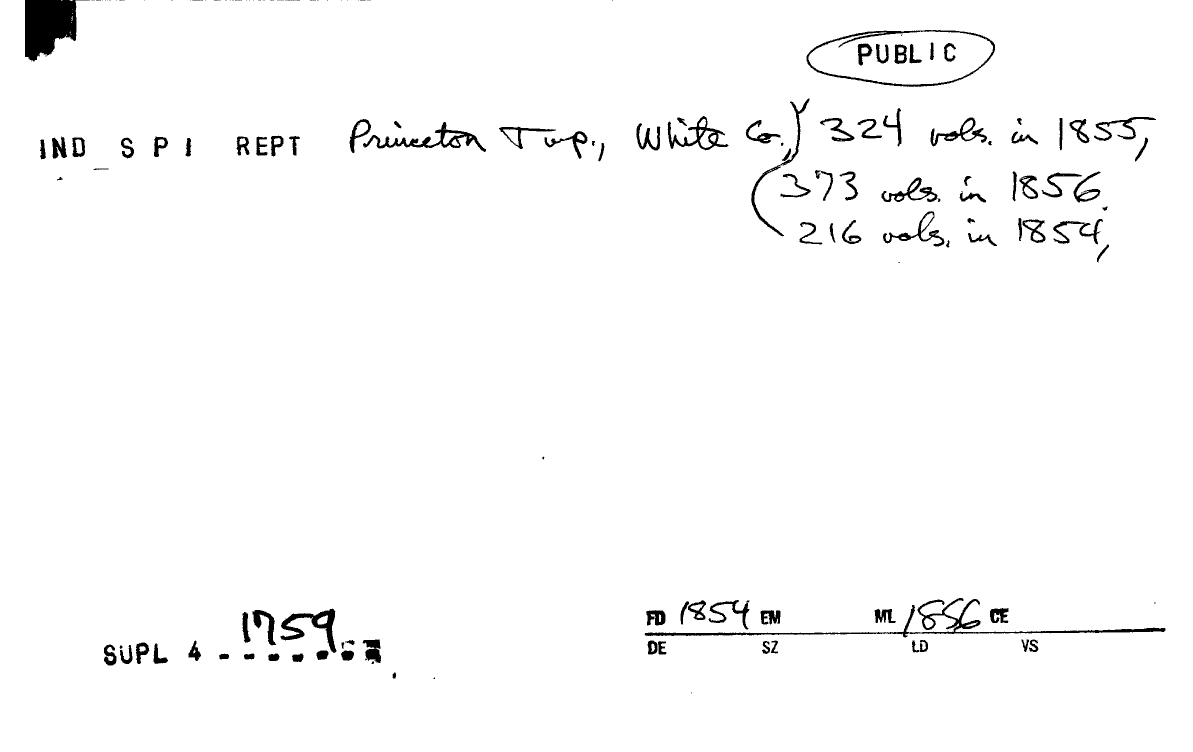 PUBLIC
IND S P I REPT Princeton Twp., White Co., 324 vols. in 1855,
373 vols. in 1856.
216 vols. in 1854,
1759
SUPL 4
FD 1854 EM ML 1856 CE
DE SZ LD VS